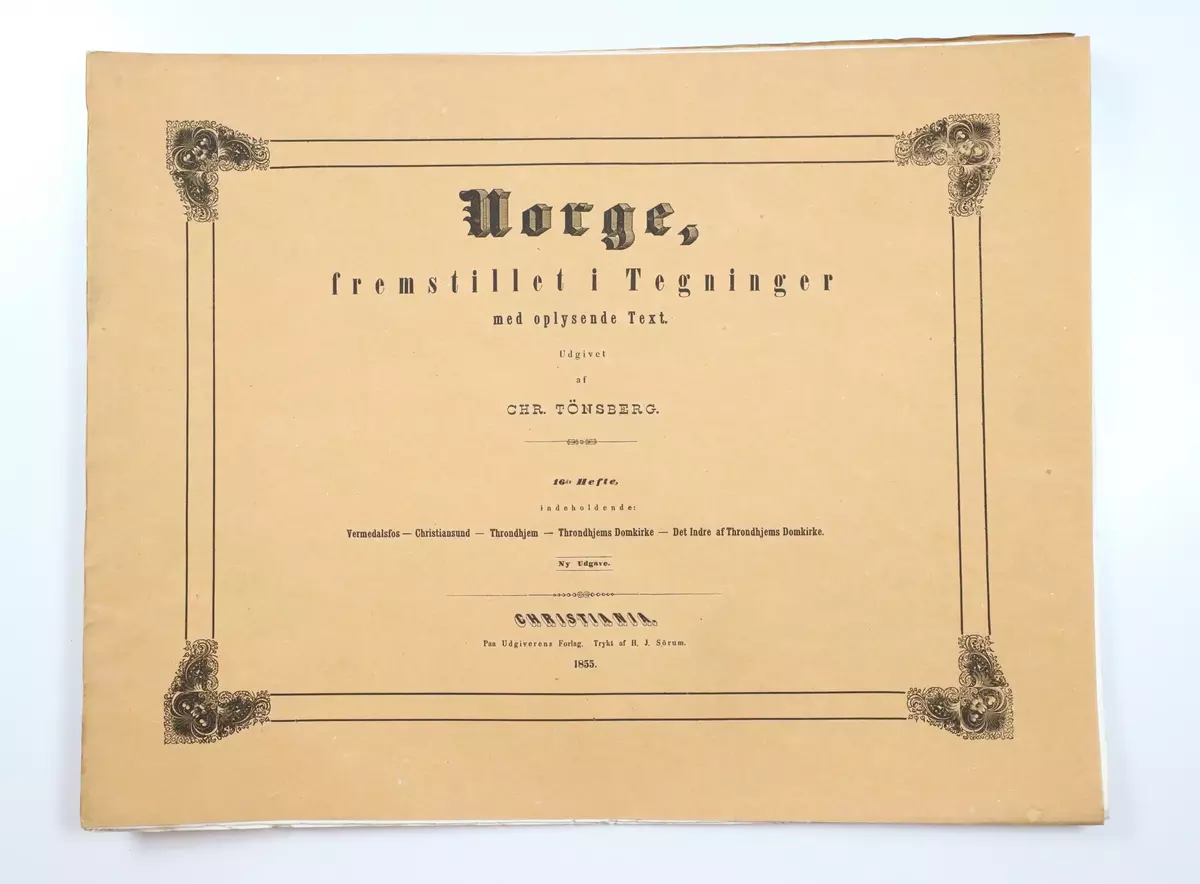 Norge,
fremstillet i Tegninger
med oplysende Text.
Udgivet
af
CHR. TÖNSBERG.
16de Hefte,
indeholdende:
Vermedalsfos — Christiansund — Throndhjem — Throndhjems Domkirke — Det Indre af Throndhjems Domkirke.
Ny Udgave.
CHRISTIANIA.
Paa Udgiverens Forlag. Trykt af H. J. Sörum.
1855.